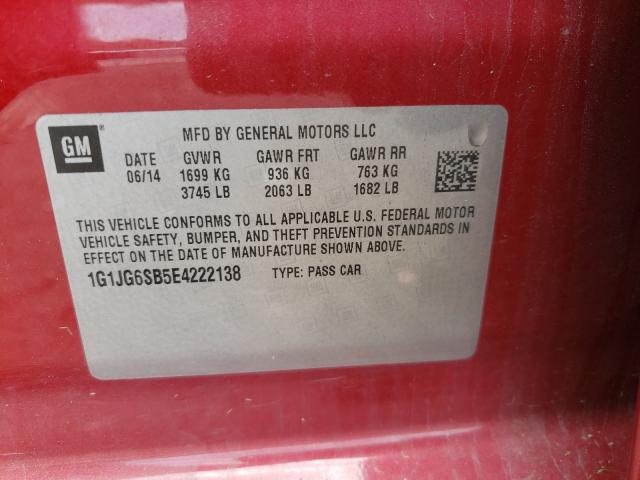 GM®
MFD BY GENERAL MOTORS LLC
DATE GVWR GAWR FRT GAWR RR
06/14 1699 KG 936 KG 763 KG
3745 LB 2063 LB 1682 LB
THIS VEHICLE CONFORMS TO ALL APPLICABLE U.S. FEDERAL MOTOR
VEHICLE SAFETY, BUMPER, AND THEFT PREVENTION STANDARDS IN
EFFECT ON THE DATE OF MANUFACTURE SHOWN ABOVE.
1G1JG6SB5E4222138 TYPE: PASS CAR